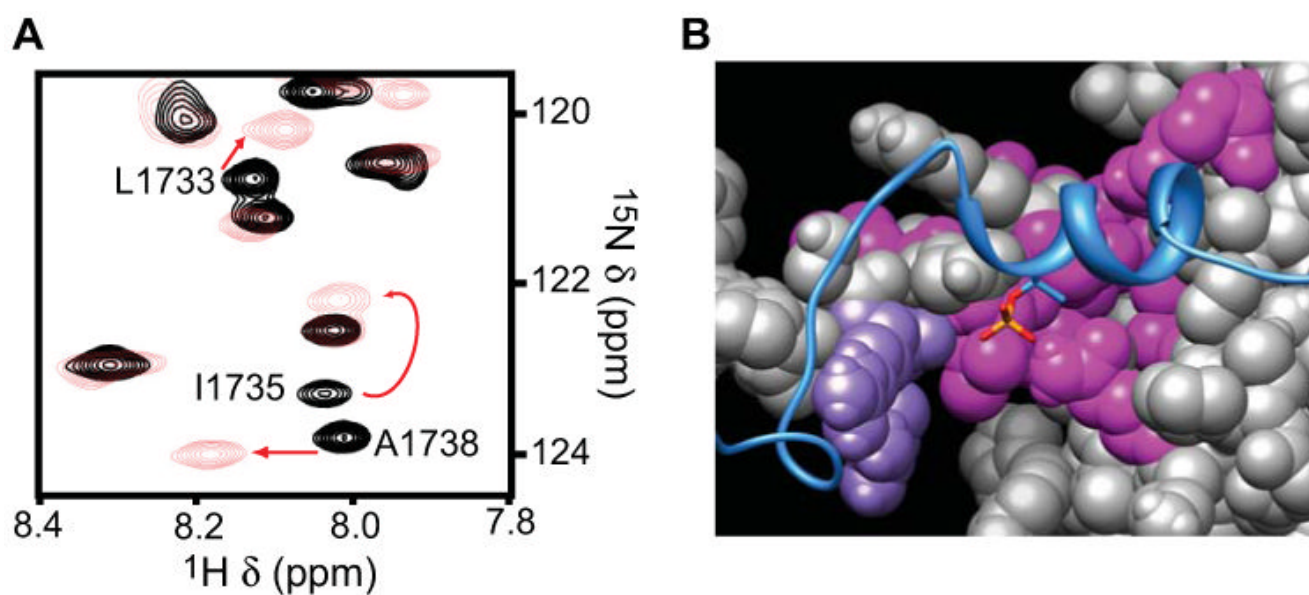 A
B
120
L1733
122
I1735
A1738
124
8.4
8.2
8.0
7.8
¹H δ (ppm)
¹⁵N δ (ppm)